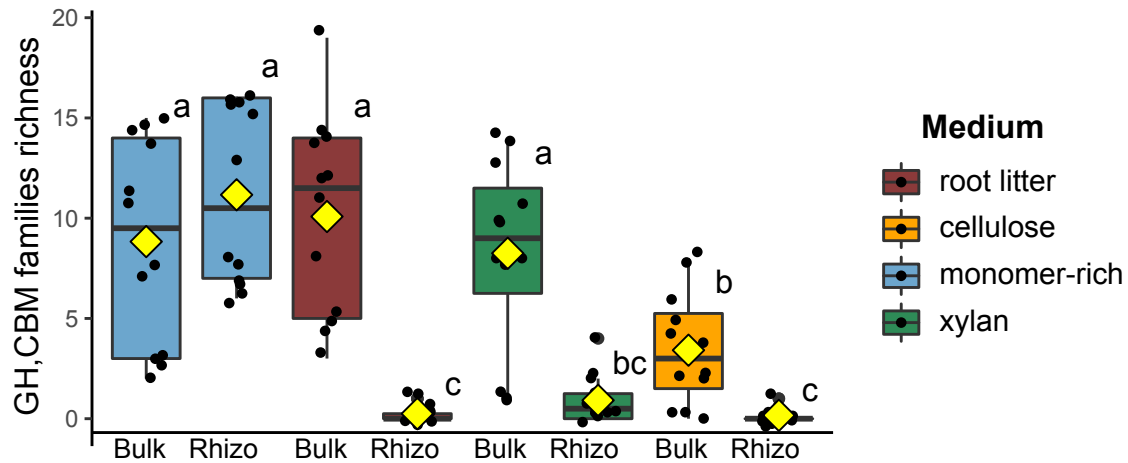 GH,CBM families richness
20
15
10
5
0
a
a
a
c
a
bc
b
c
Bulk Rhizo Bulk Rhizo Bulk Rhizo Bulk Rhizo
Medium
root litter
cellulose
monomer-rich
xylan